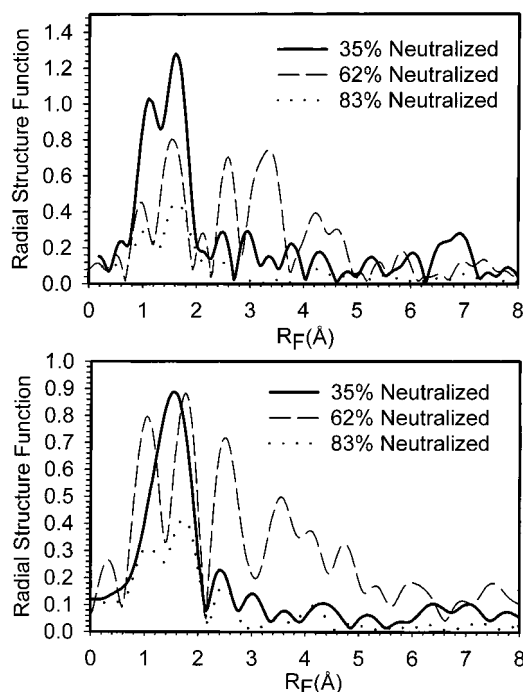 Radial Structure Function
1.4
1.2
1.0
0.8
0.6
0.4
0.2
0.0
35% Neutralized
62% Neutralized
83% Neutralized
0 1 2 3 4 5 6 7 8
RF(Å)
Radial Structure Function
1.0
0.9
0.8
0.7
0.6
0.5
0.4
0.3
0.2
0.1
0.0
35% Neutralized
62% Neutralized
83% Neutralized
0 1 2 3 4 5 6 7 8
RF(Å)